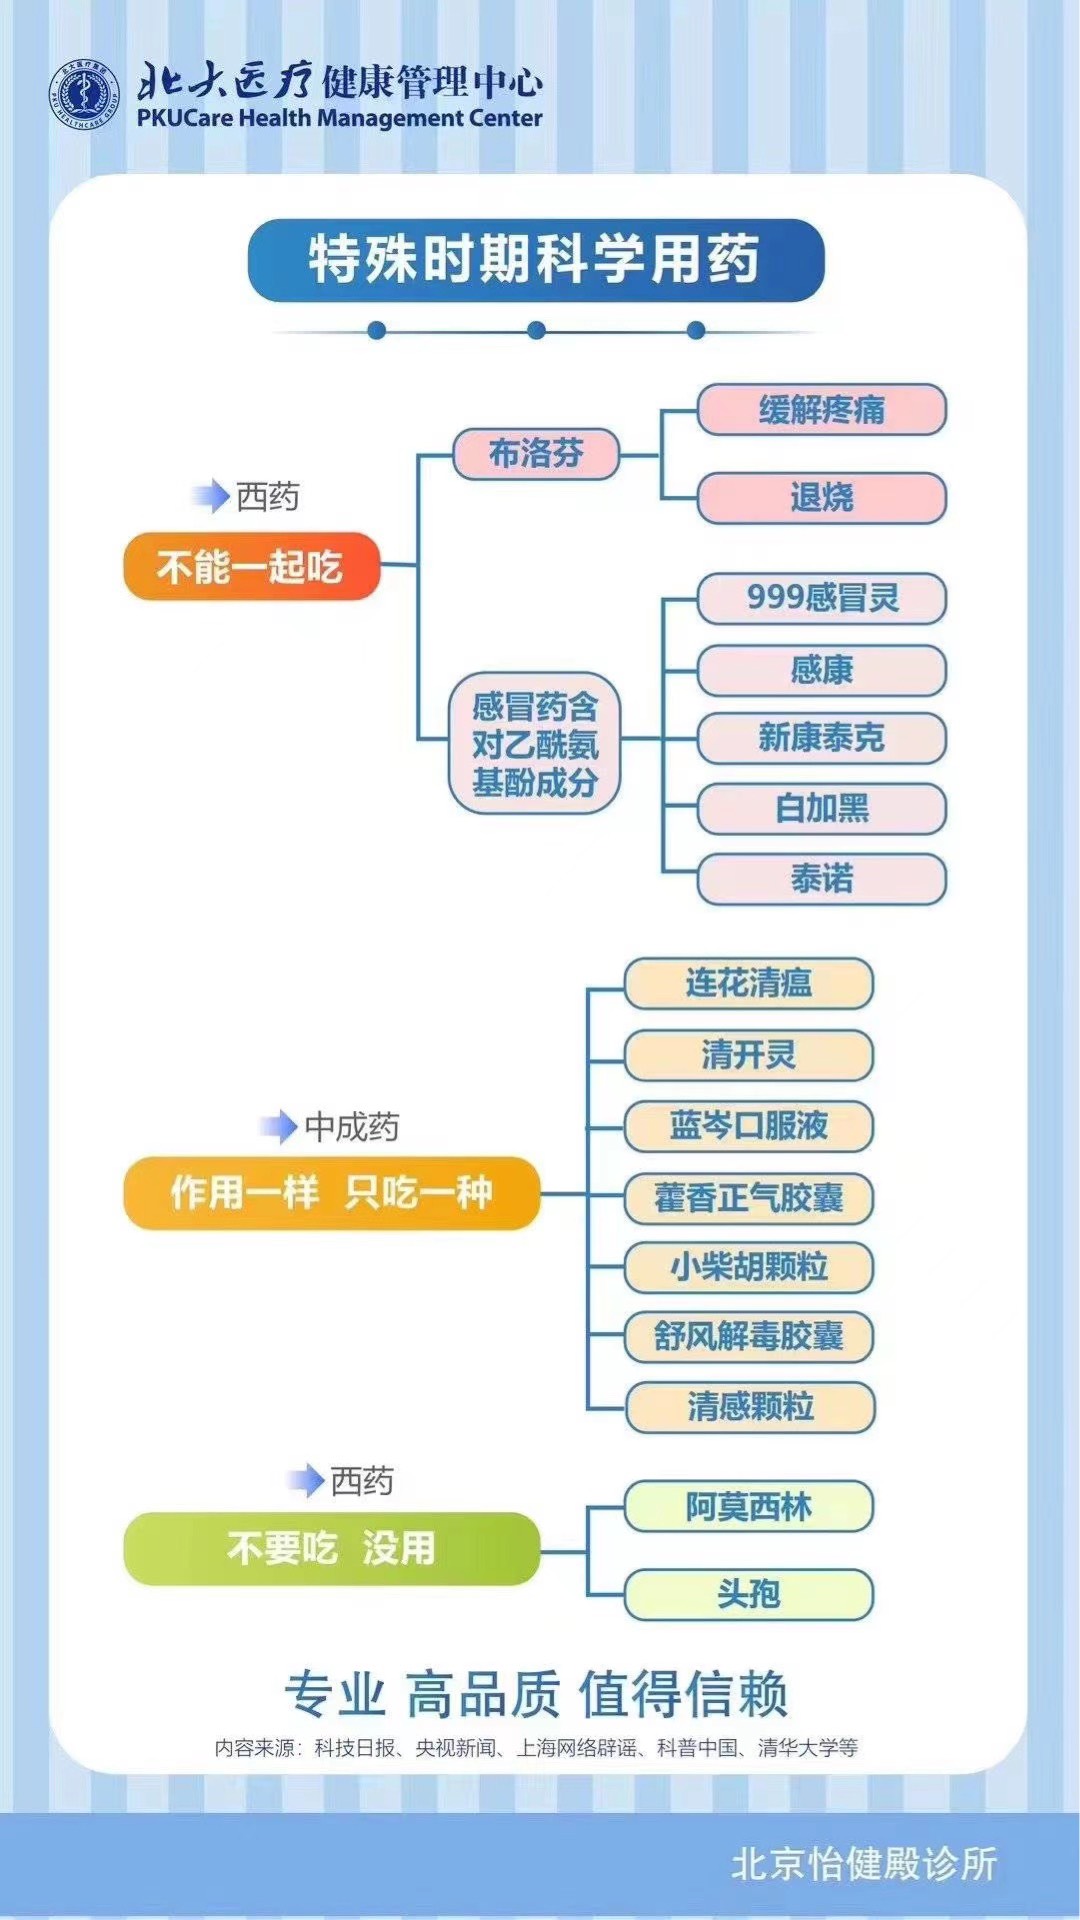 北大医疗健康管理中心
PKUCare Health Management Center
特殊时期科学用药
西药
不能一起吃
布洛芬
缓解疼痛
退烧
感冒药含
对乙酰氨
基酚成分
999感冒灵
感康
新康泰克
白加黑
泰诺
中成药
作用一样 只吃一种
连花清瘟
清开灵
蓝岑口服液
藿香正气胶囊
小柴胡颗粒
舒风解毒胶囊
清感颗粒
西药
不要吃 没用
阿莫西林
头孢
专业 高品质 值得信赖
内容来源：科技日报、央视新闻、上海网络辟谣、科普中国、清华大学等
北京怡健殿诊所